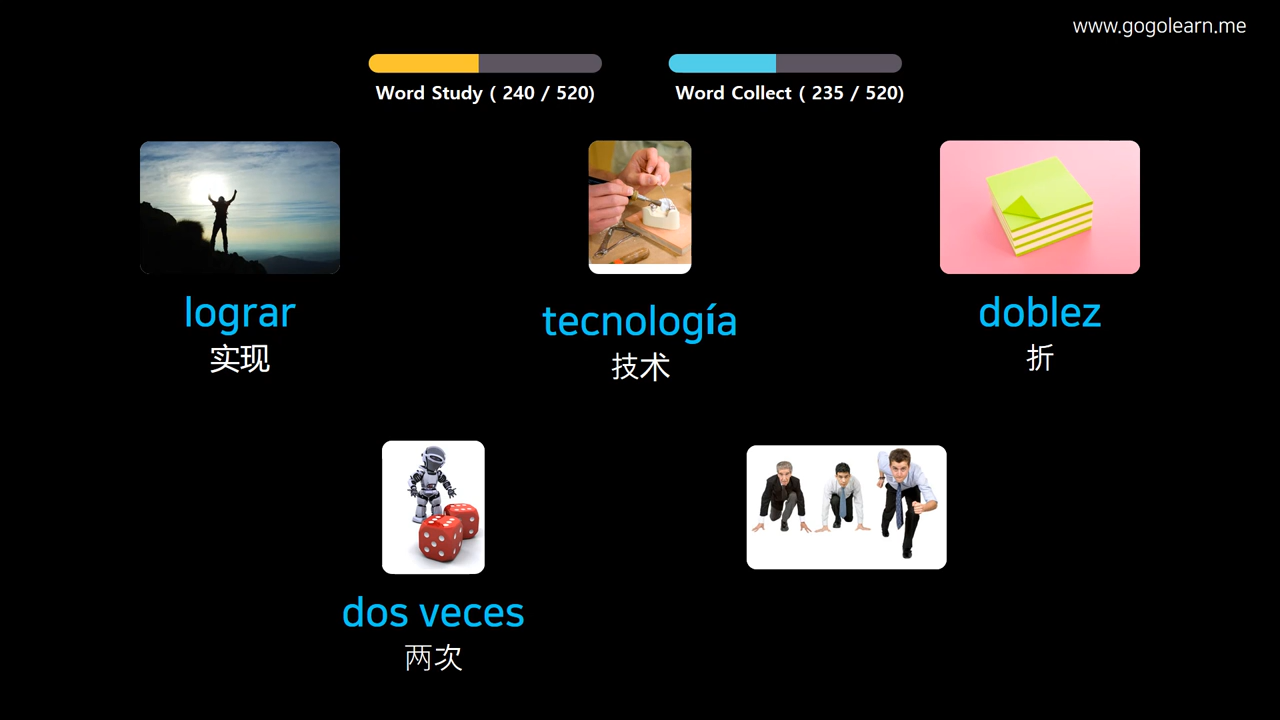 www.gogolearn.me
Word Study ( 240 / 520)
Word Collect ( 235 / 520)
lograr
实现
tecnología
技术
doblez
折
dos veces
两次